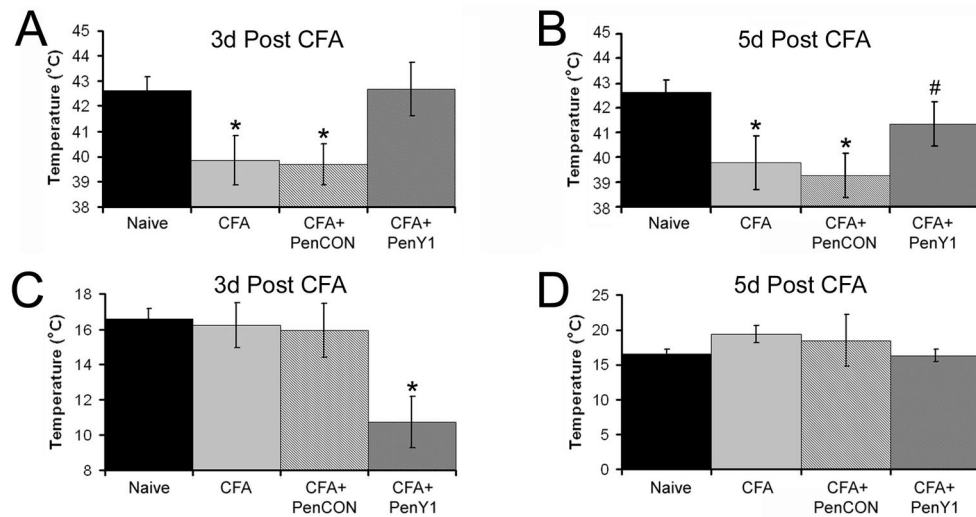 A
3d Post CFA
Temperature (°C)
45
44
43
42
41
40
39
38
*
*
Naive
CFA
CFA+
PenCON
CFA+
PenY1
B
5d Post CFA
Temperature (°C)
45
44
43
42
41
40
39
38
*
*
#
Naive
CFA
CFA+
PenCON
CFA+
PenY1
C
3d Post CFA
Temperature (°C)
18
16
14
12
10
8
*
Naive
CFA
CFA+
PenCON
CFA+
PenY1
D
5d Post CFA
Temperature (°C)
25
20
15
10
5
0
Naive
CFA
CFA+
PenCON
CFA+
PenY1